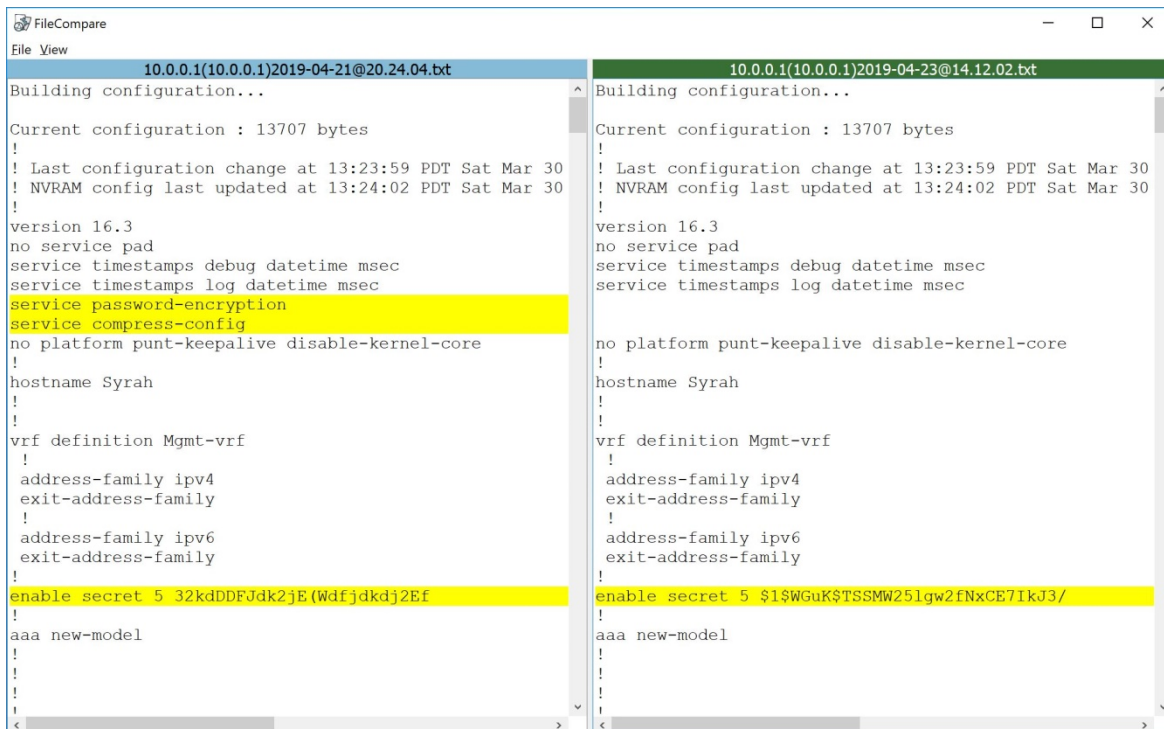 FileCompare
File View
10.0.0.1(10.0.0.1)2019-04-21@20.24.04.txt
Building configuration...
Current configuration : 13707 bytes
!
! Last configuration change at 13:23:59 PDT Sat Mar 30
! NVRAM config last updated at 13:24:02 PDT Sat Mar 30
!
version 16.3
no service pad
service timestamps debug datetime msec
service timestamps log datetime msec
service password-encryption
service compress-config
no platform punt-keepalive disable-kernel-core
!
hostname Syrah
!
!
vrf definition Mgmt-vrf
!
address-family ipv4
exit-address-family
!
address-family ipv6
exit-address-family
!
enable secret 5 32kdDDFJdk2jE(Wdfjdkdj2Ef
!
aaa new-model
!
!
!
!
10.0.0.1(10.0.0.1)2019-04-23@14.12.02.txt
Building configuration...
Current configuration : 13707 bytes
!
! Last configuration change at 13:23:59 PDT Sat Mar 30
! NVRAM config last updated at 13:24:02 PDT Sat Mar 30
!
version 16.3
no service pad
service timestamps debug datetime msec
service timestamps log datetime msec
no platform punt-keepalive disable-kernel-core
!
hostname Syrah
!
!
vrf definition Mgmt-vrf
!
address-family ipv4
exit-address-family
!
address-family ipv6
exit-address-family
!
enable secret 5 $1$WGuK$TSSMW25lgw2fNxCE7IkJ3/
!
aaa new-model
!
!
!
!